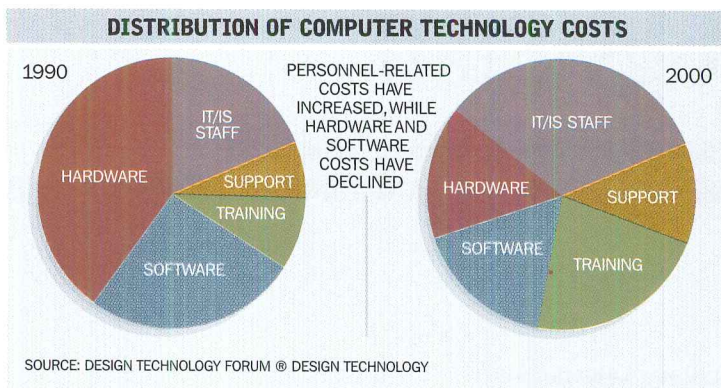 DISTRIBUTION OF COMPUTER TECHNOLOGY COSTS
1990
HARDWARE
IT/IS
STAFF
SUPPORT
TRAINING
SOFTWARE
PERSONNEL-RELATED
COSTS HAVE
INCREASED, WHILE
HARDWARE AND
SOFTWARE
COSTS HAVE
DECLINED
2000
IT/IS STAFF
HARDWARE
SUPPORT
SOFTWARE
TRAINING
SOURCE: DESIGN TECHNOLOGY FORUM ® DESIGN TECHNOLOGY